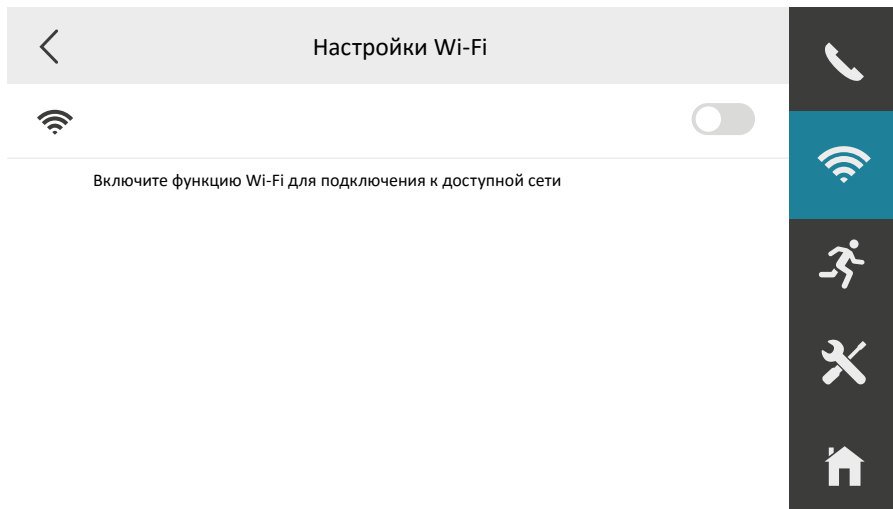 Настройки Wi-Fi
Включите функцию Wi-Fi для подключения к доступной сети